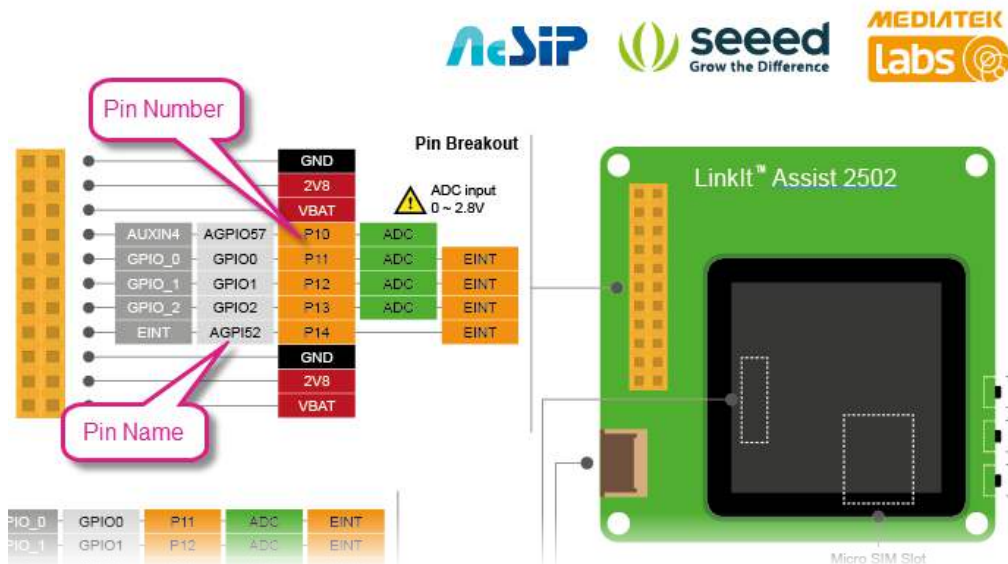 AcSiP
seeed
Grow the Difference
MEDIATEK
labs
Pin Number
Pin Breakout
GND
2V8
VBAT
ADC input
0 ~ 2.8V
AUXIN4 AGPIO57 P10 ADC
GPIO_0 GPIO0 P11 ADC EINT
GPIO_1 GPIO1 P12 ADC EINT
GPIO_2 GPIO2 P13 ADC EINT
EINT AGPI52 P14 EINT
GND
2V8
VBAT
Pin Name
LinkIt™ Assist 2502
PIO_0 GPIO0 P11 ADC EINT
PIO_1 GPIO1 P12 ADC EINT
Micro SIM Slot